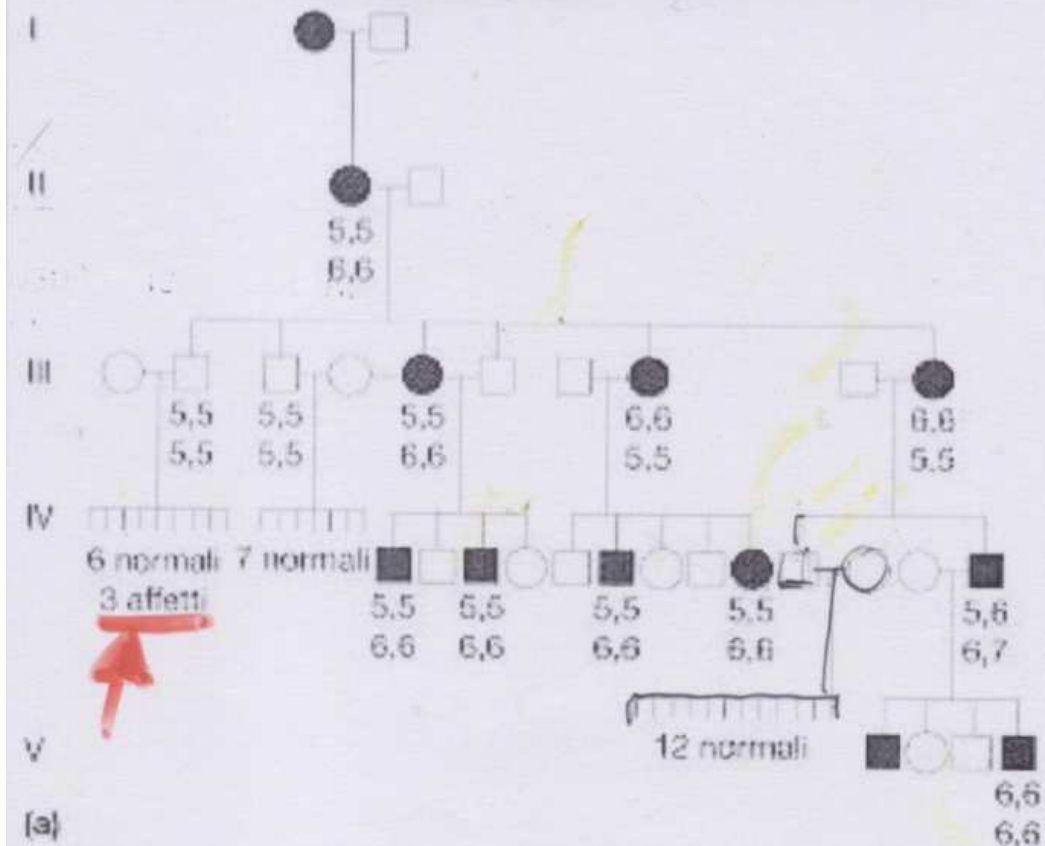 I
II
5,5
6,6
III
5,5 5,5 5,5 6,6 6,6
5,5 5,5 6,6 5,5 5,5
IV
6 normali 7 normali
3 affetti
5,5 5,5 5,5 5,5 5,6
6,6 6,6 6,6 6,6 6,7
V
12 normali
6,6
6,6
(a)